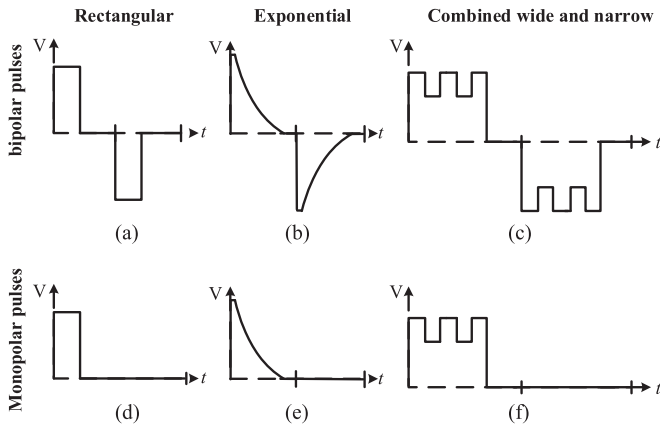 Rectangular Exponential Combined wide and narrow
bipolar pulses
V V V
t t t
(a) (b) (c)
Monopolar pulses
V V V
t t t
(d) (e) (f)